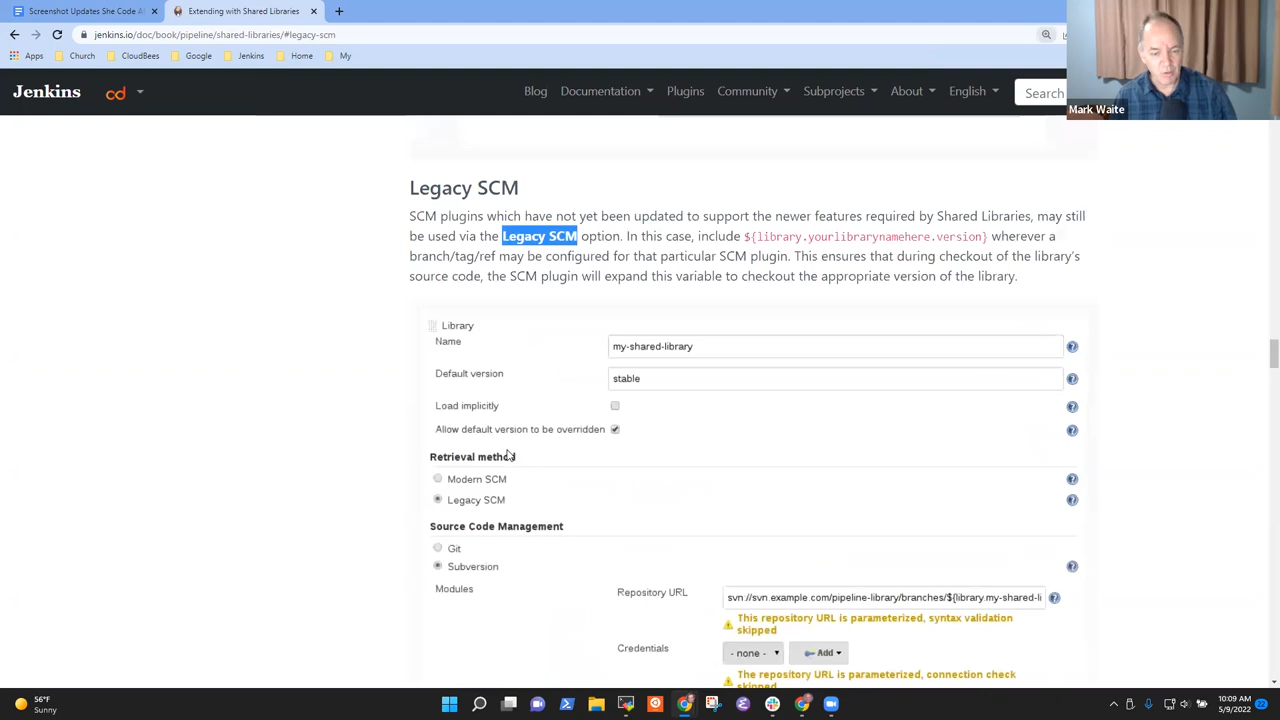 Screenshot Updates She Code A
Extending with Shared Libraries
jenkins.io/doc/book/pipeline/shared-libraries/#legacy-scm
Apps Church CloudBees Google Jenkins Home My
Mark Waite
Jenkins cd Blog Documentation Plugins Community Subprojects About English Search
Legacy SCM
SCM plugins which have not yet been updated to support the newer features required by Shared Libraries, may still
be used via the Legacy SCM option. In this case, include ${library.yourlibrarynamehere.version} wherever a
branch/tag/ref may be configured for that particular SCM plugin. This ensures that during checkout of the library's
source code, the SCM plugin will expand this variable to checkout the appropriate version of the library.
Library
Name my-shared-library
Default version stable
Load implicitly
Allow default version to be overridden
Retrieval method
Modern SCM
Legacy SCM
Source Code Management
Git
Subversion
Modules
Repository URL svn://svn.example.com/pipeline-library/branches/${library.my-shared-li
This repository URL is parameterized, syntax validation
skipped
Credentials - none - Add
The repository URL is parameterized, connection check
skipped
56°F
Sunny
10:09 AM
5/9/2022
22